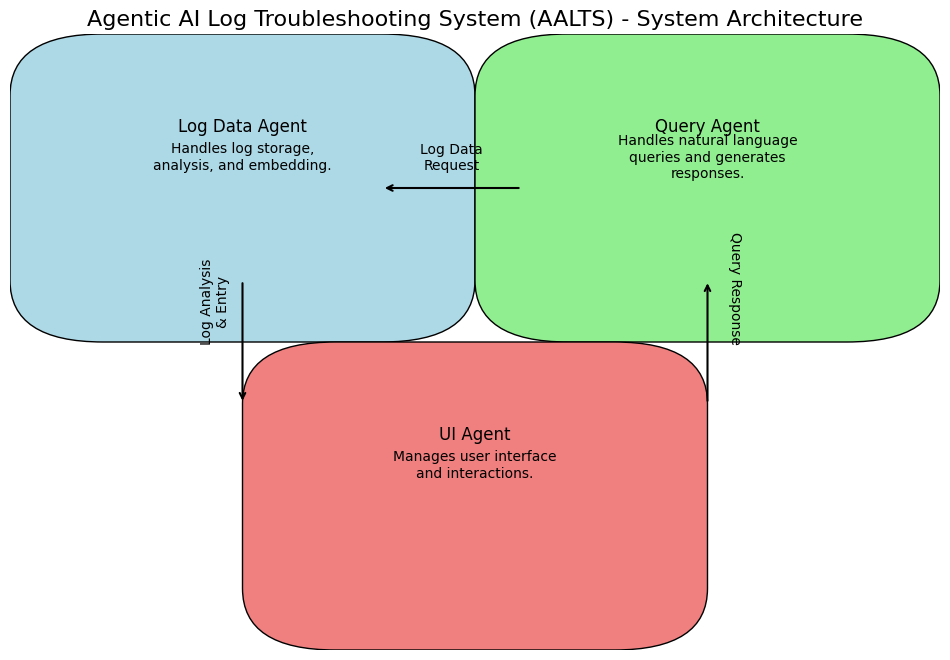 Agentic AI Log Troubleshooting System (AALTS) - System Architecture
Log Data Agent
Handles log storage,
analysis, and embedding.
Log Data
Request
Query Agent
Handles natural language
queries and generates
responses.
Log Analysis
& Entry
Query Response
UI Agent
Manages user interface
and interactions.